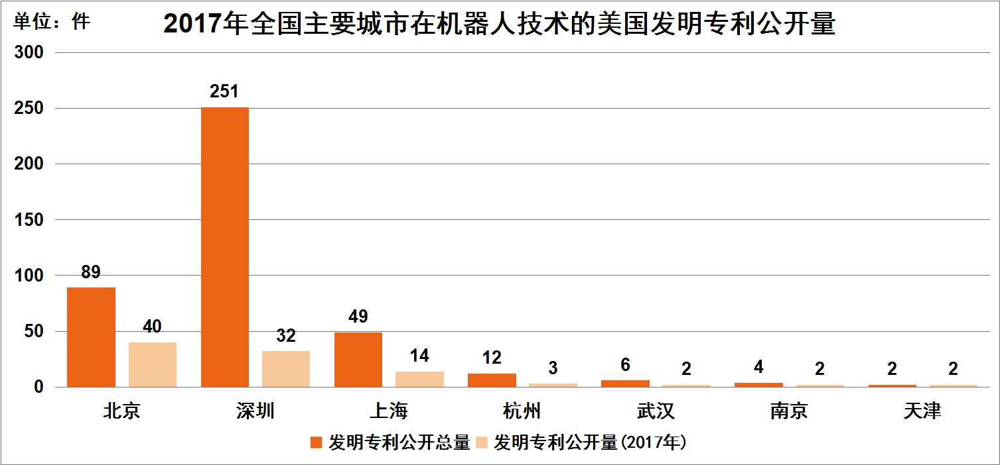 单位：件
2017年全国主要城市在机器人技术的美国发明专利公开量
300
250
200
150
100
50
0
89
40
251
32
49
14
12
3
6
2
4
2
2
2
北京
深圳
上海
杭州
武汉
南京
天津
发明专利公开总量
发明专利公开量(2017年)